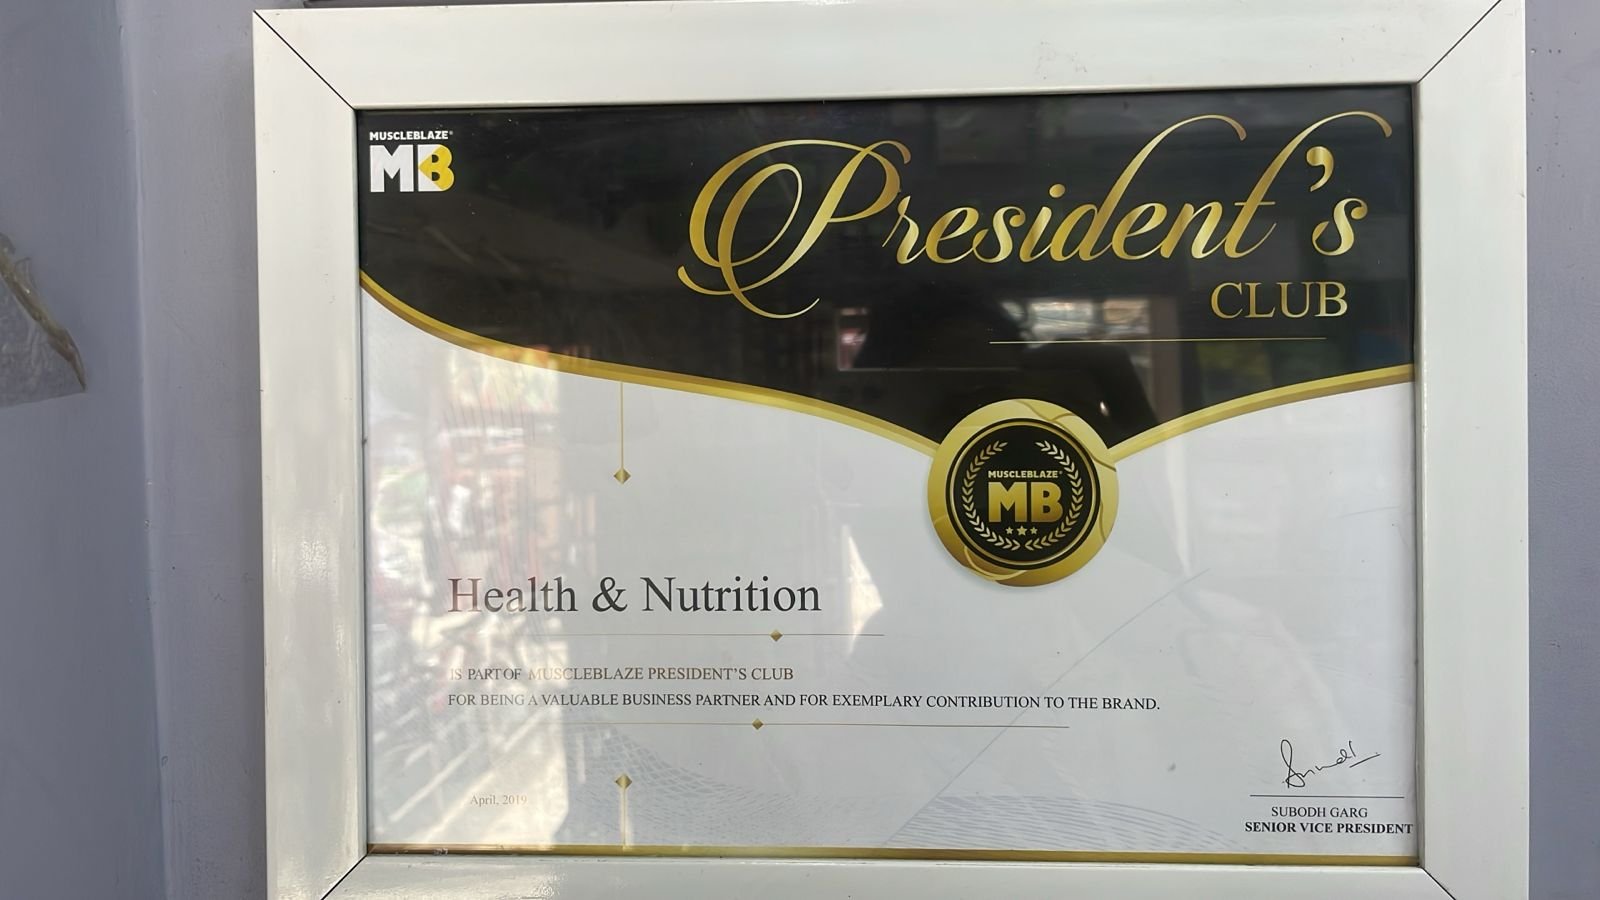 MUSCLEBLAZE®
MB
President's
CLUB
MUSCLEBLAZE®
MB
Health & Nutrition
IS PART OF MUSCLEBLAZE PRESIDENT'S CLUB
FOR BEING A VALUABLE BUSINESS PARTNER AND FOR EXEMPLARY CONTRIBUTION TO THE BRAND.
April, 2019
SUBODH GARG
SENIOR VICE PRESIDENT